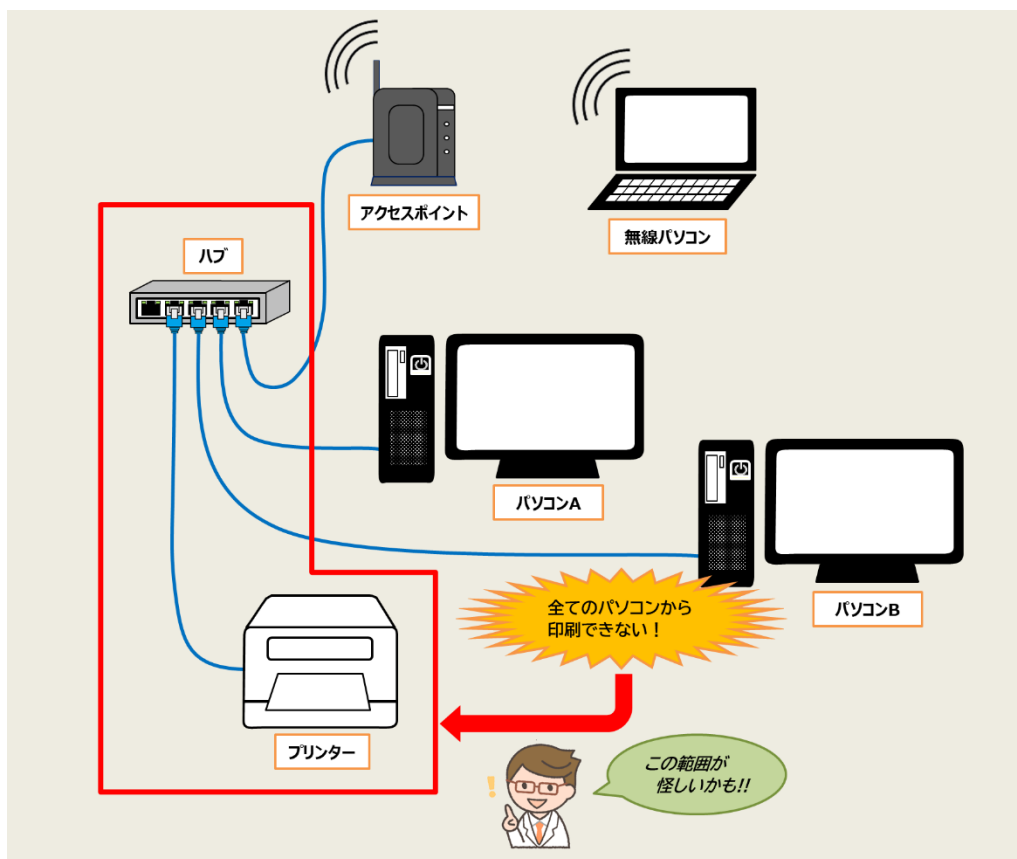 アクセスポイント
無線パソコン
ハブ
パソコンA
パソコンB
全てのパソコンから
印刷できない！
プリンター
この範囲が
怪しいかも!!